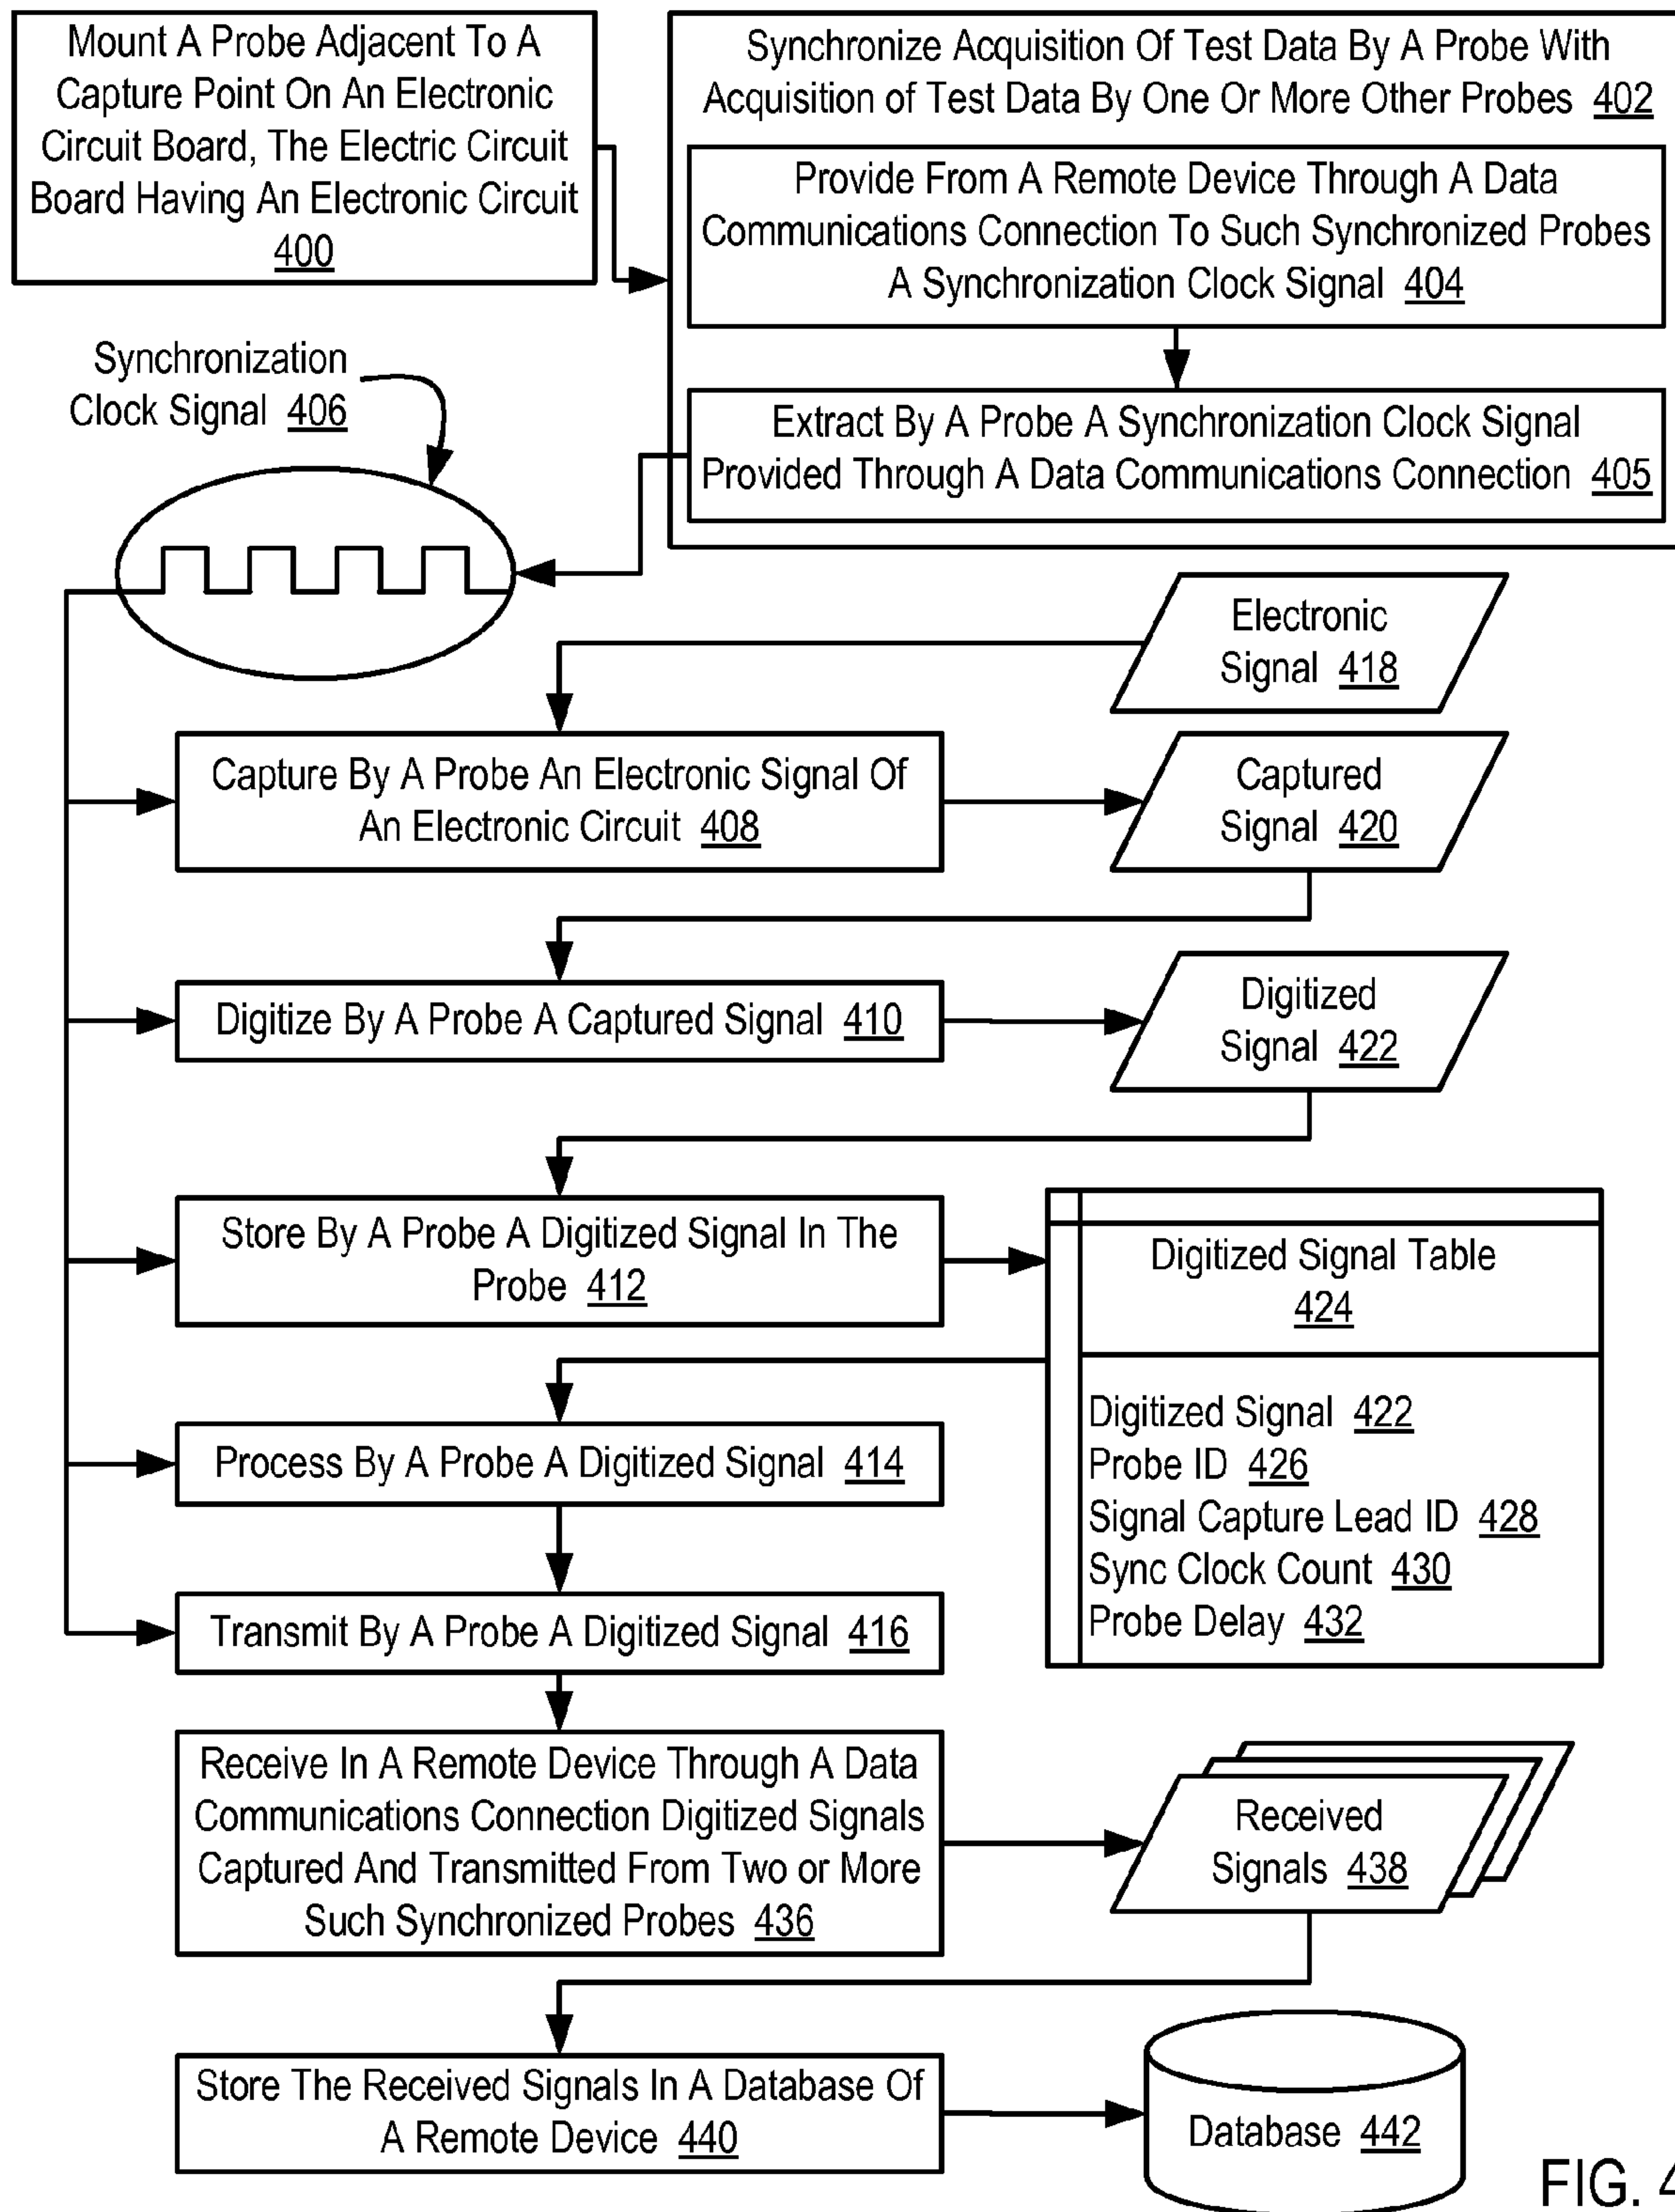 Mount A Probe Adjacent To A
Capture Point On An Electronic
Circuit Board, The Electric Circuit
Board Having An Electronic Circuit
400
Synchronize Acquisition Of Test Data By A Probe With
Acquisition of Test Data By One Or More Other Probes 402
Provide From A Remote Device Through A Data
Communications Connection To Such Synchronized Probes
A Synchronization Clock Signal 404
Extract By A Probe A Synchronization Clock Signal
Provided Through A Data Communications Connection 405
Synchronization
Clock Signal 406
Electronic
Signal 418
Capture By A Probe An Electronic Signal Of
An Electronic Circuit 408
Captured
Signal 420
Digitize By A Probe A Captured Signal 410
Digitized
Signal 422
Store By A Probe A Digitized Signal In The
Probe 412
Digitized Signal Table
424
Digitized Signal 422
Probe ID 426
Signal Capture Lead ID 428
Sync Clock Count 430
Probe Delay 432
Process By A Probe A Digitized Signal 414
Transmit By A Probe A Digitized Signal 416
Receive In A Remote Device Through A Data
Communications Connection Digitized Signals
Captured And Transmitted From Two or More
Such Synchronized Probes 436
Received
Signals 438
Store The Received Signals In A Database Of
A Remote Device 440
Database 442
FIG. 4